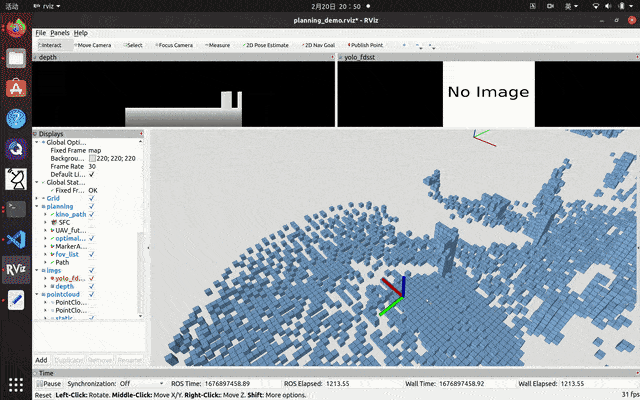 活动
rviz
2月20日 20：50
英
planning_demo.rviz* - RViz
File Panels Help
Interact Move Camera Select Focus Camera Measure 2D Pose Estimate 2D Nav Goal Publish Point
depth
yolo_fdsst
No Image
Displays
Global Opti...
Fixed Frame map
Backgrou... 220; 220; 220
Frame Rate 30
Default Li...
Global Stat...
Fixed Fr... OK
Grid
planning
kino_path
SFC
UAV_fut...
optimal...
MarkerA...
fov_list
Path
imgs
yolo_fd...
depth
pointcloud
PointClo...
PointClo...
static
Add Duplicate Remove Rename
Time
Pause Synchronization: Off ROS Time: 1676897458.89 ROS Elapsed: 1213.55 Wall Time: 1676897458.92 Wall Elapsed: 1213.55
Reset Left-Click: Rotate. Middle-Click: Move X/Y. Right-Click:: Move Z. Shift: More options. 31 fps
RViz